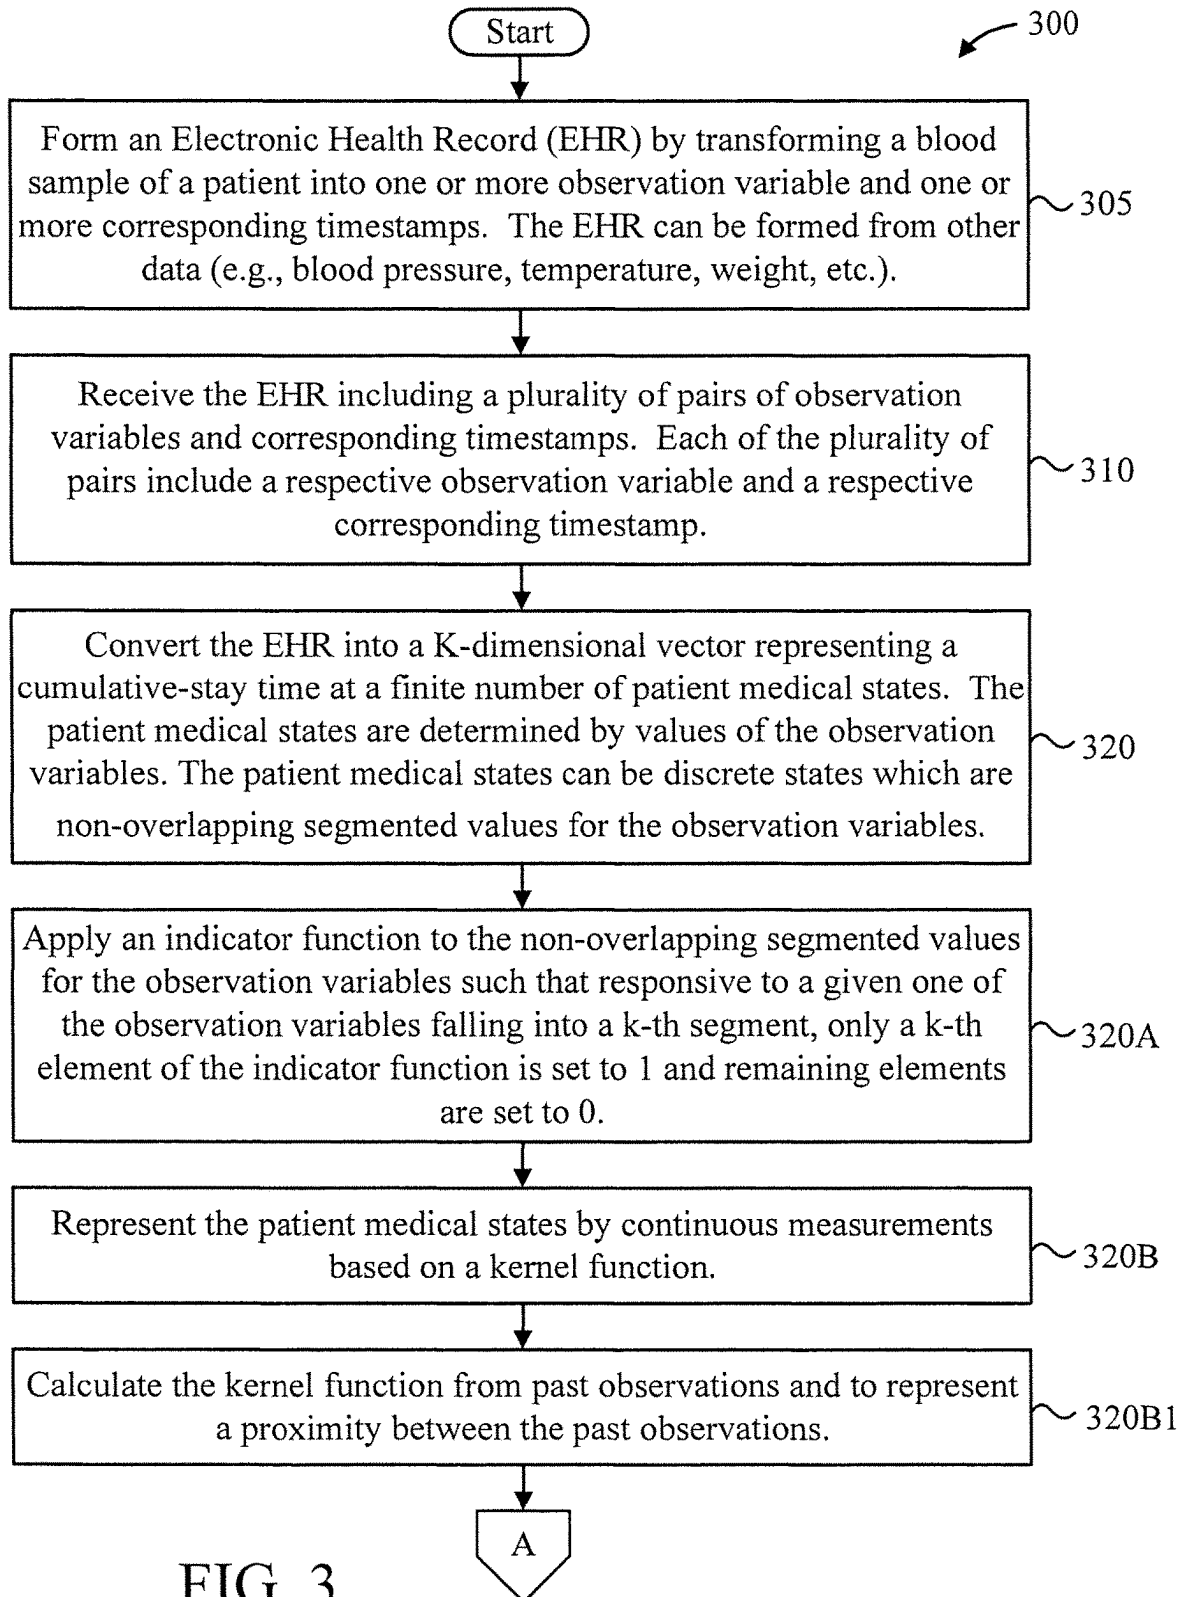 Start
300
Form an Electronic Health Record (EHR) by transforming a blood
sample of a patient into one or more observation variable and one or
more corresponding timestamps. The EHR can be formed from other
data (e.g., blood pressure, temperature, weight, etc.).
305
Receive the EHR including a plurality of pairs of observation
variables and corresponding timestamps. Each of the plurality of
pairs include a respective observation variable and a respective
corresponding timestamp.
310
Convert the EHR into a K-dimensional vector representing a
cumulative-stay time at a finite number of patient medical states. The
patient medical states are determined by values of the observation
variables. The patient medical states can be discrete states which are
non-overlapping segmented values for the observation variables.
320
Apply an indicator function to the non-overlapping segmented values
for the observation variables such that responsive to a given one of
the observation variables falling into a k-th segment, only a k-th
element of the indicator function is set to 1 and remaining elements
are set to 0.
320A
Represent the patient medical states by continuous measurements
based on a kernel function.
320B
Calculate the kernel function from past observations and to represent
a proximity between the past observations.
320B1
A
FIG. 3